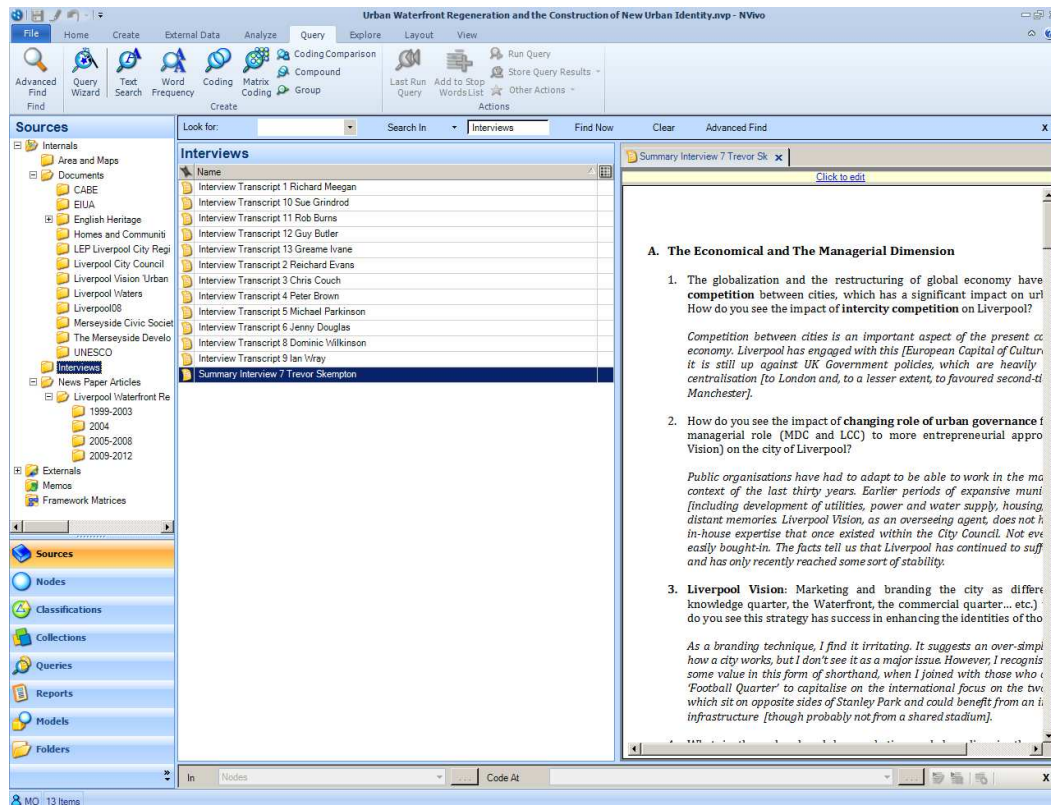 Urban Waterfront Regeneration and the Construction of New Urban Identity.nvp - NVivo
File Home Create External Data Analyze Query Explore Layout View
Advanced Find
Query Wizard
Text Search
Word Frequency
Coding
Matrix Coding
Coding Comparison
Compound
Group
Last Run Query
Add to Stop Words List
Run Query
Store Query Results
Other Actions
Find Create Actions
Sources
Look for: Search In Interviews Find Now Clear Advanced Find X
Internals
Area and Maps
Documents
CABE
EIUA
English Heritage
Homes and Communiti
LEP Liverpool City Regi
Liverpool City Council
Liverpool Vision 'Urban
Liverpool Waters
Liverpool08
Merseyside Civic Societ
The Merseyside Develo
UNESCO
Interviews
News Paper Articles
Liverpool Waterfront Re
1999-2003
2004
2005-2008
2009-2012
Externals
Memos
Framework Matrices
Sources
Nodes
Classifications
Collections
Queries
Reports
Models
Folders
Interviews
Name
Interview Transcript 1 Richard Meegan
Interview Transcript 10 Sue Grindrod
Interview Transcript 11 Rob Burns
Interview Transcript 12 Guy Butler
Interview Transcript 13 Greame Ivane
Interview Transcript 2 Reichard Evans
Interview Transcript 3 Chris Couch
Interview Transcript 4 Peter Brown
Interview Transcript 5 Michael Parkinson
Interview Transcript 6 Jenny Douglas
Interview Transcript 8 Dominic Wilkinson
Interview Transcript 9 Ian Wray
Summary Interview 7 Trevor Skempton
Summary Interview 7 Trevor Sk x
Click to edit
A. The Economical and The Managerial Dimension
1. The globalization and the restructuring of global economy have
competition between cities, which has a significant impact on url
How do you see the impact of intercity competition on Liverpool?
Competition between cities is an important aspect of the present
economy. Liverpool has engaged with this [European Capital of Culture
it is still up against UK Government policies, which are heavily
centralisation [to London and, to a lesser extent, to favoured second-ti
Manchester].
2. How do you see the impact of changing role of urban governance f
managerial role (MDC and LCC) to more entrepreneurial appro
Vision) on the city of Liverpool?
Public organisations have had to adapt to be able to work in the ma
context of the last thirty years. Earlier periods of expansive muni
[including development of utilities, power and water supply, housing,
distant memories. Liverpool Vision, as an overseeing agent, does not h
in-house expertise that once existed within the City Council. Not eve
easily bought-in. The facts tell us that Liverpool has continued to suff
and has only recently reached some sort of stability.
3. Liverpool Vision: Marketing and branding the city as differe
knowledge quarter, the Waterfront, the commercial quarter... etc.)
do you see this strategy has success in enhancing the identities of tho
As a branding technique, I find it irritating. It suggests an over-simpl
how a city works, but I don't see it as a major issue. However, I recognis
some value in this form of shorthand, when I joined with those who
'Football Quarter' to capitalise on the international focus on the tw
which sit on opposite sides of Stanley Park and could benefit from an i
infrastructure [though probably not from a shared stadium].
In Nodes ... Code At ... X
MO 13 Items